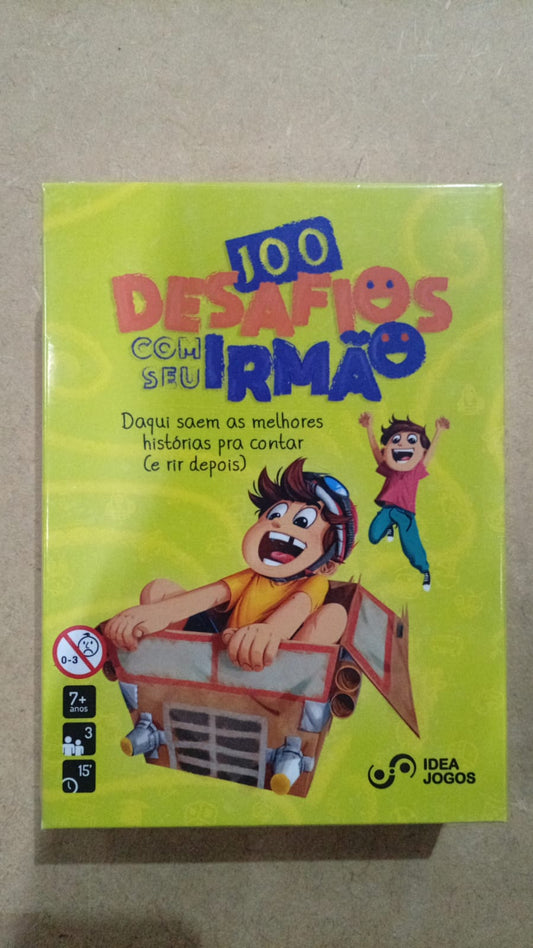 100
DESAFIOS
COM
SEU
IRMÃO
Daqui saem as melhores
histórias pra contar
(e rir depois)
0-3
7+
anos
3
15'
IDEA
JOGOS